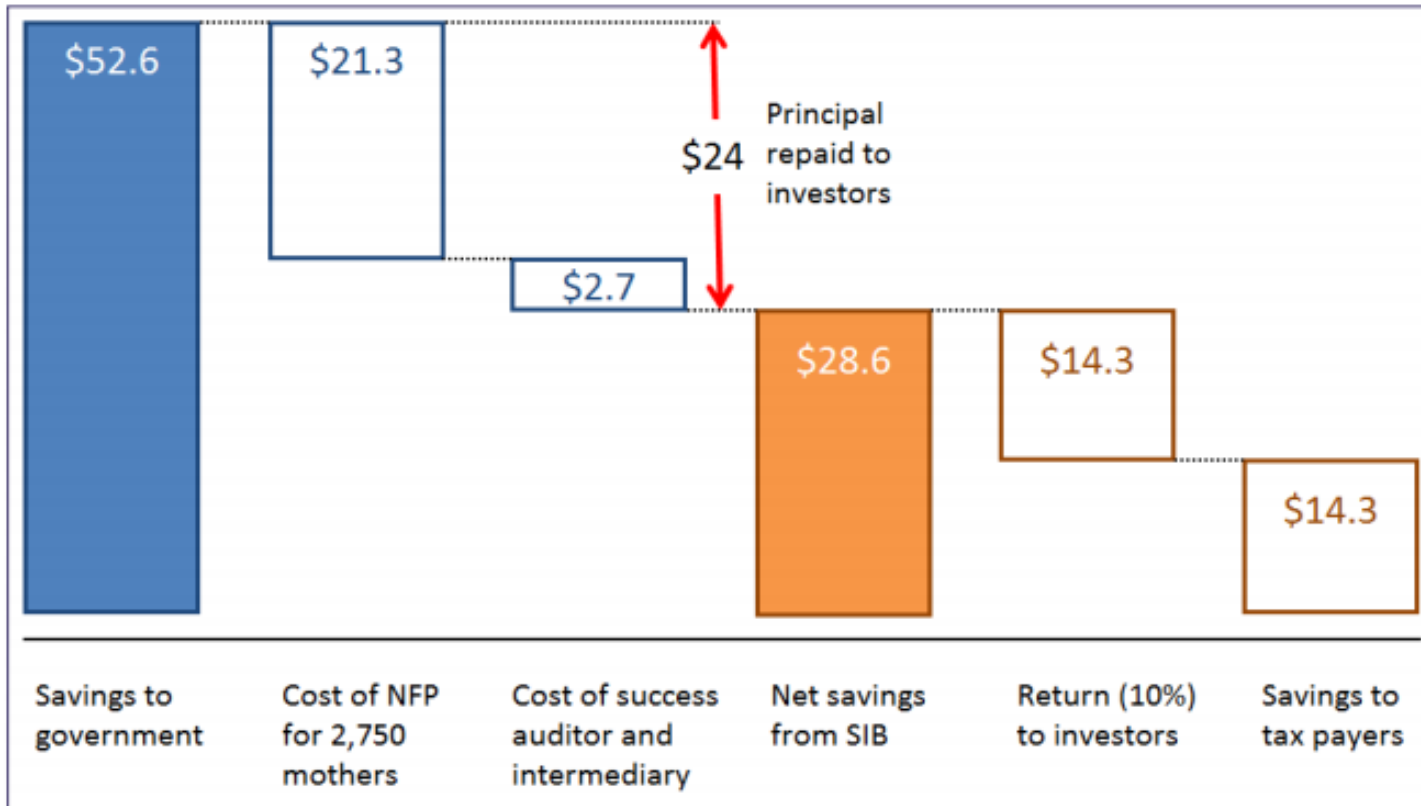 $52.6
$21.3
$24
Principal
repaid to
investors
$2.7
$28.6
$14.3
$14.3
Savings to
government
Cost of NFP
for 2,750
mothers
Cost of success
auditor and
intermediary
Net savings
from SIB
Return (10%)
to investors
Savings to
tax payers